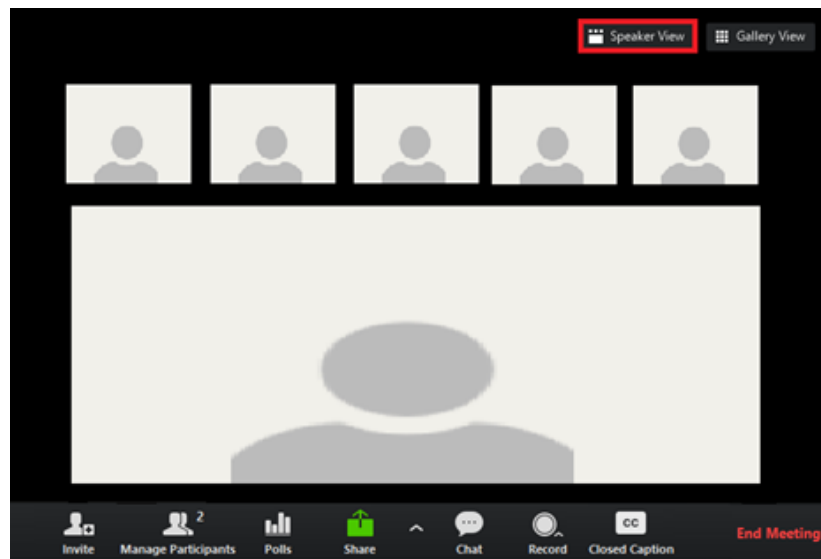 Speaker View
Gallery View
2
CC
Invite
Manage Participants
Polls
Share
Chat
Record
Closed Caption
End Meeting